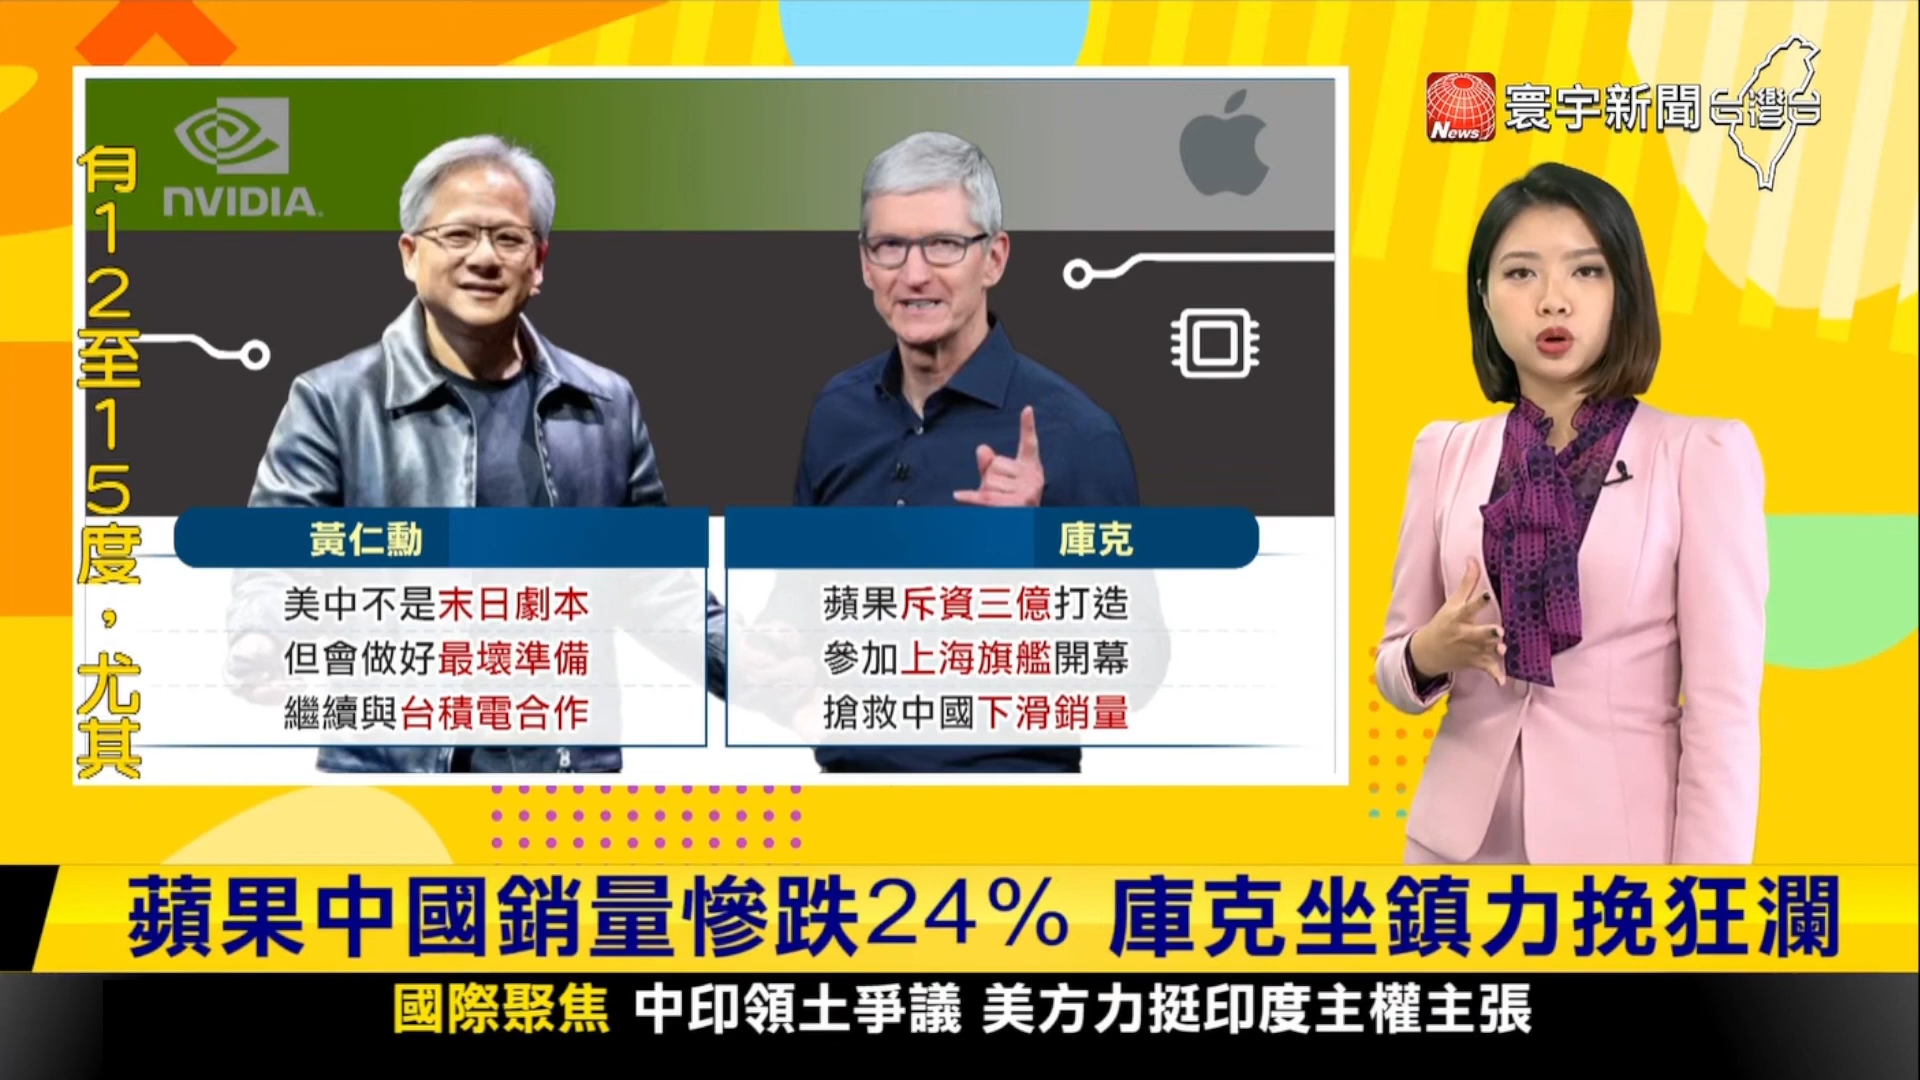 NVIDIA.
News
寰宇新聞 台灣台
有12至15度，尤其
黃仁勳
美中不是末日劇本
但會做好最壞準備
繼續與台積電合作
庫克
蘋果斥資三億打造
參加上海旗艦開幕
搶救中國下滑銷量
蘋果中國銷量慘跌24% 庫克坐鎮力挽狂瀾
國際聚焦 中印領土爭議 美方力挺印度主權主張